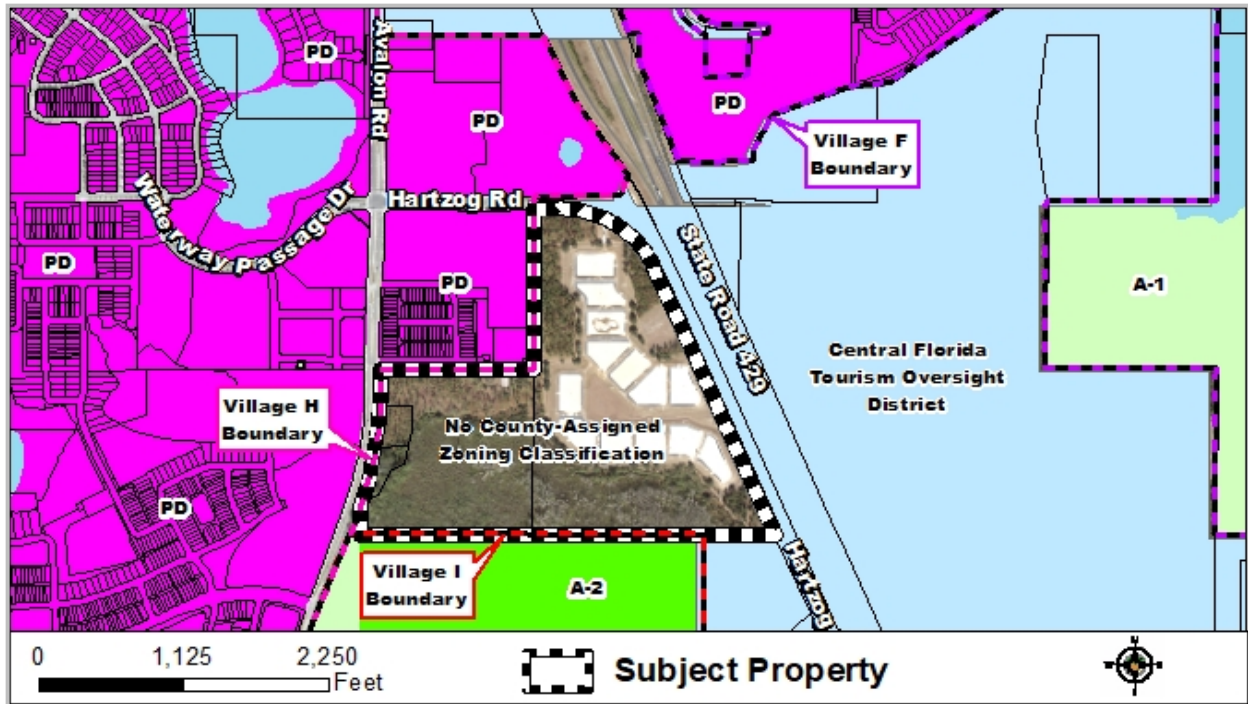 PD
Avalon Rd
PD
PD
Village F
Boundary
Waterway Passage Dr
Hartzog Rd
State Road 429
PD
PD
A-1
Central Florida
Tourism Oversight
District
Village H
Boundary
No County-Assigned
Zoning Classification
PD
Village I
Boundary
A-2
Hartzog
0 1,125 2,250
Feet
Subject Property